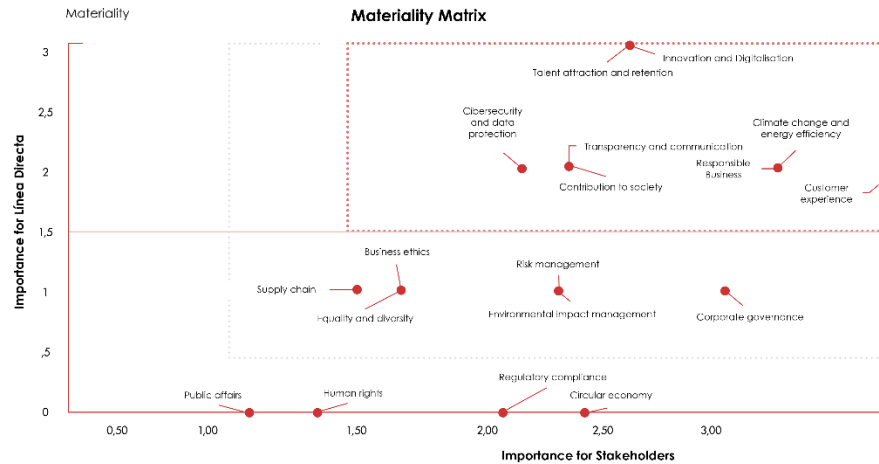 Materiality
Materiality Matrix
3
Innovation and Digitalisation
Talent attraction and retention
2,5
Cibersecurity
and data
protection
Climate change and
energy efficiency
Transparency and communication
2
Responsible
Business
Contribution to society
Customer
experience
Importance for Línea Directa
1,5
Business ethics
Risk management
Supply chain
1
Equality and diversity
Environmental impact management
Corporate governance
,5
Regulatory compliance
Public affairs
Human rights
Circular economy
0
0,50
1,00
1,50
2,00
2,50
3,00
Importance for Stakeholders